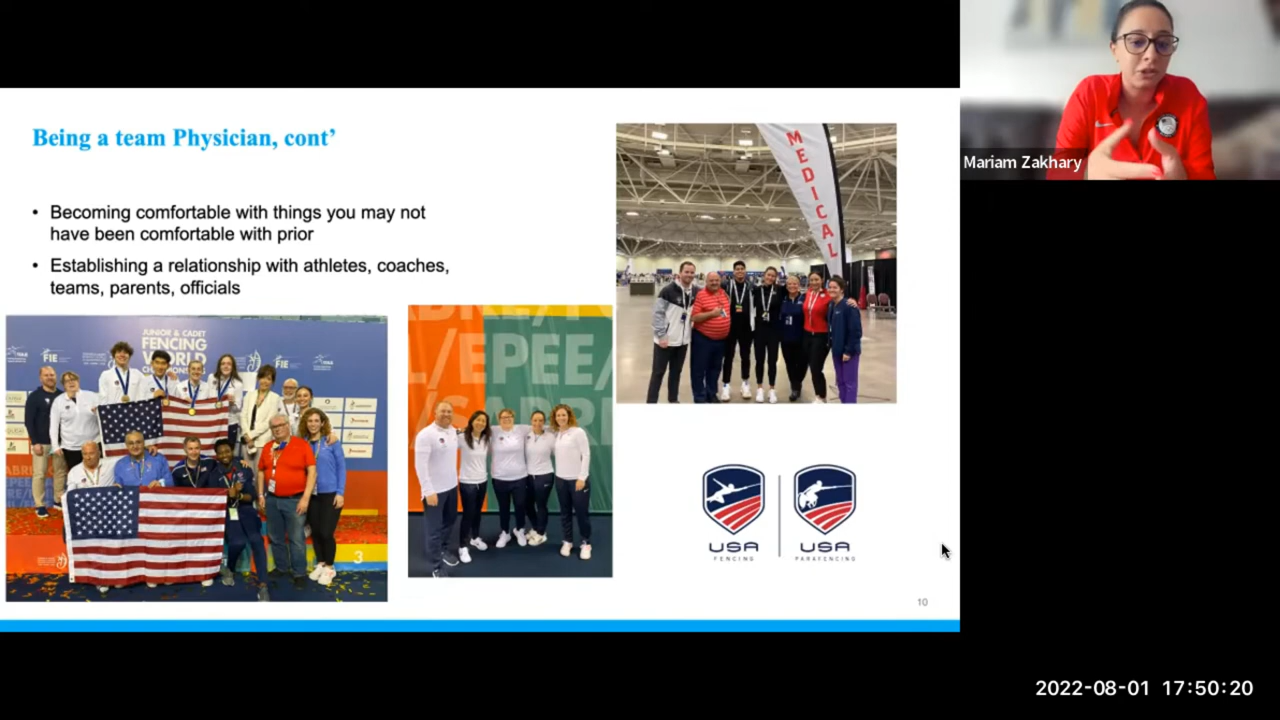 Being a team Physician, cont’
• Becoming comfortable with things you may not
have been comfortable with prior
• Establishing a relationship with athletes, coaches,
teams, parents, officials
JUNIOR & CADET
FENCING
WORLD
FIE
FIE
3
/EPEE/
MEDICAL
USA
FENCING
USA
PARAFENCING
10
Mariam Zakhary
2022-08-01 17:50:20